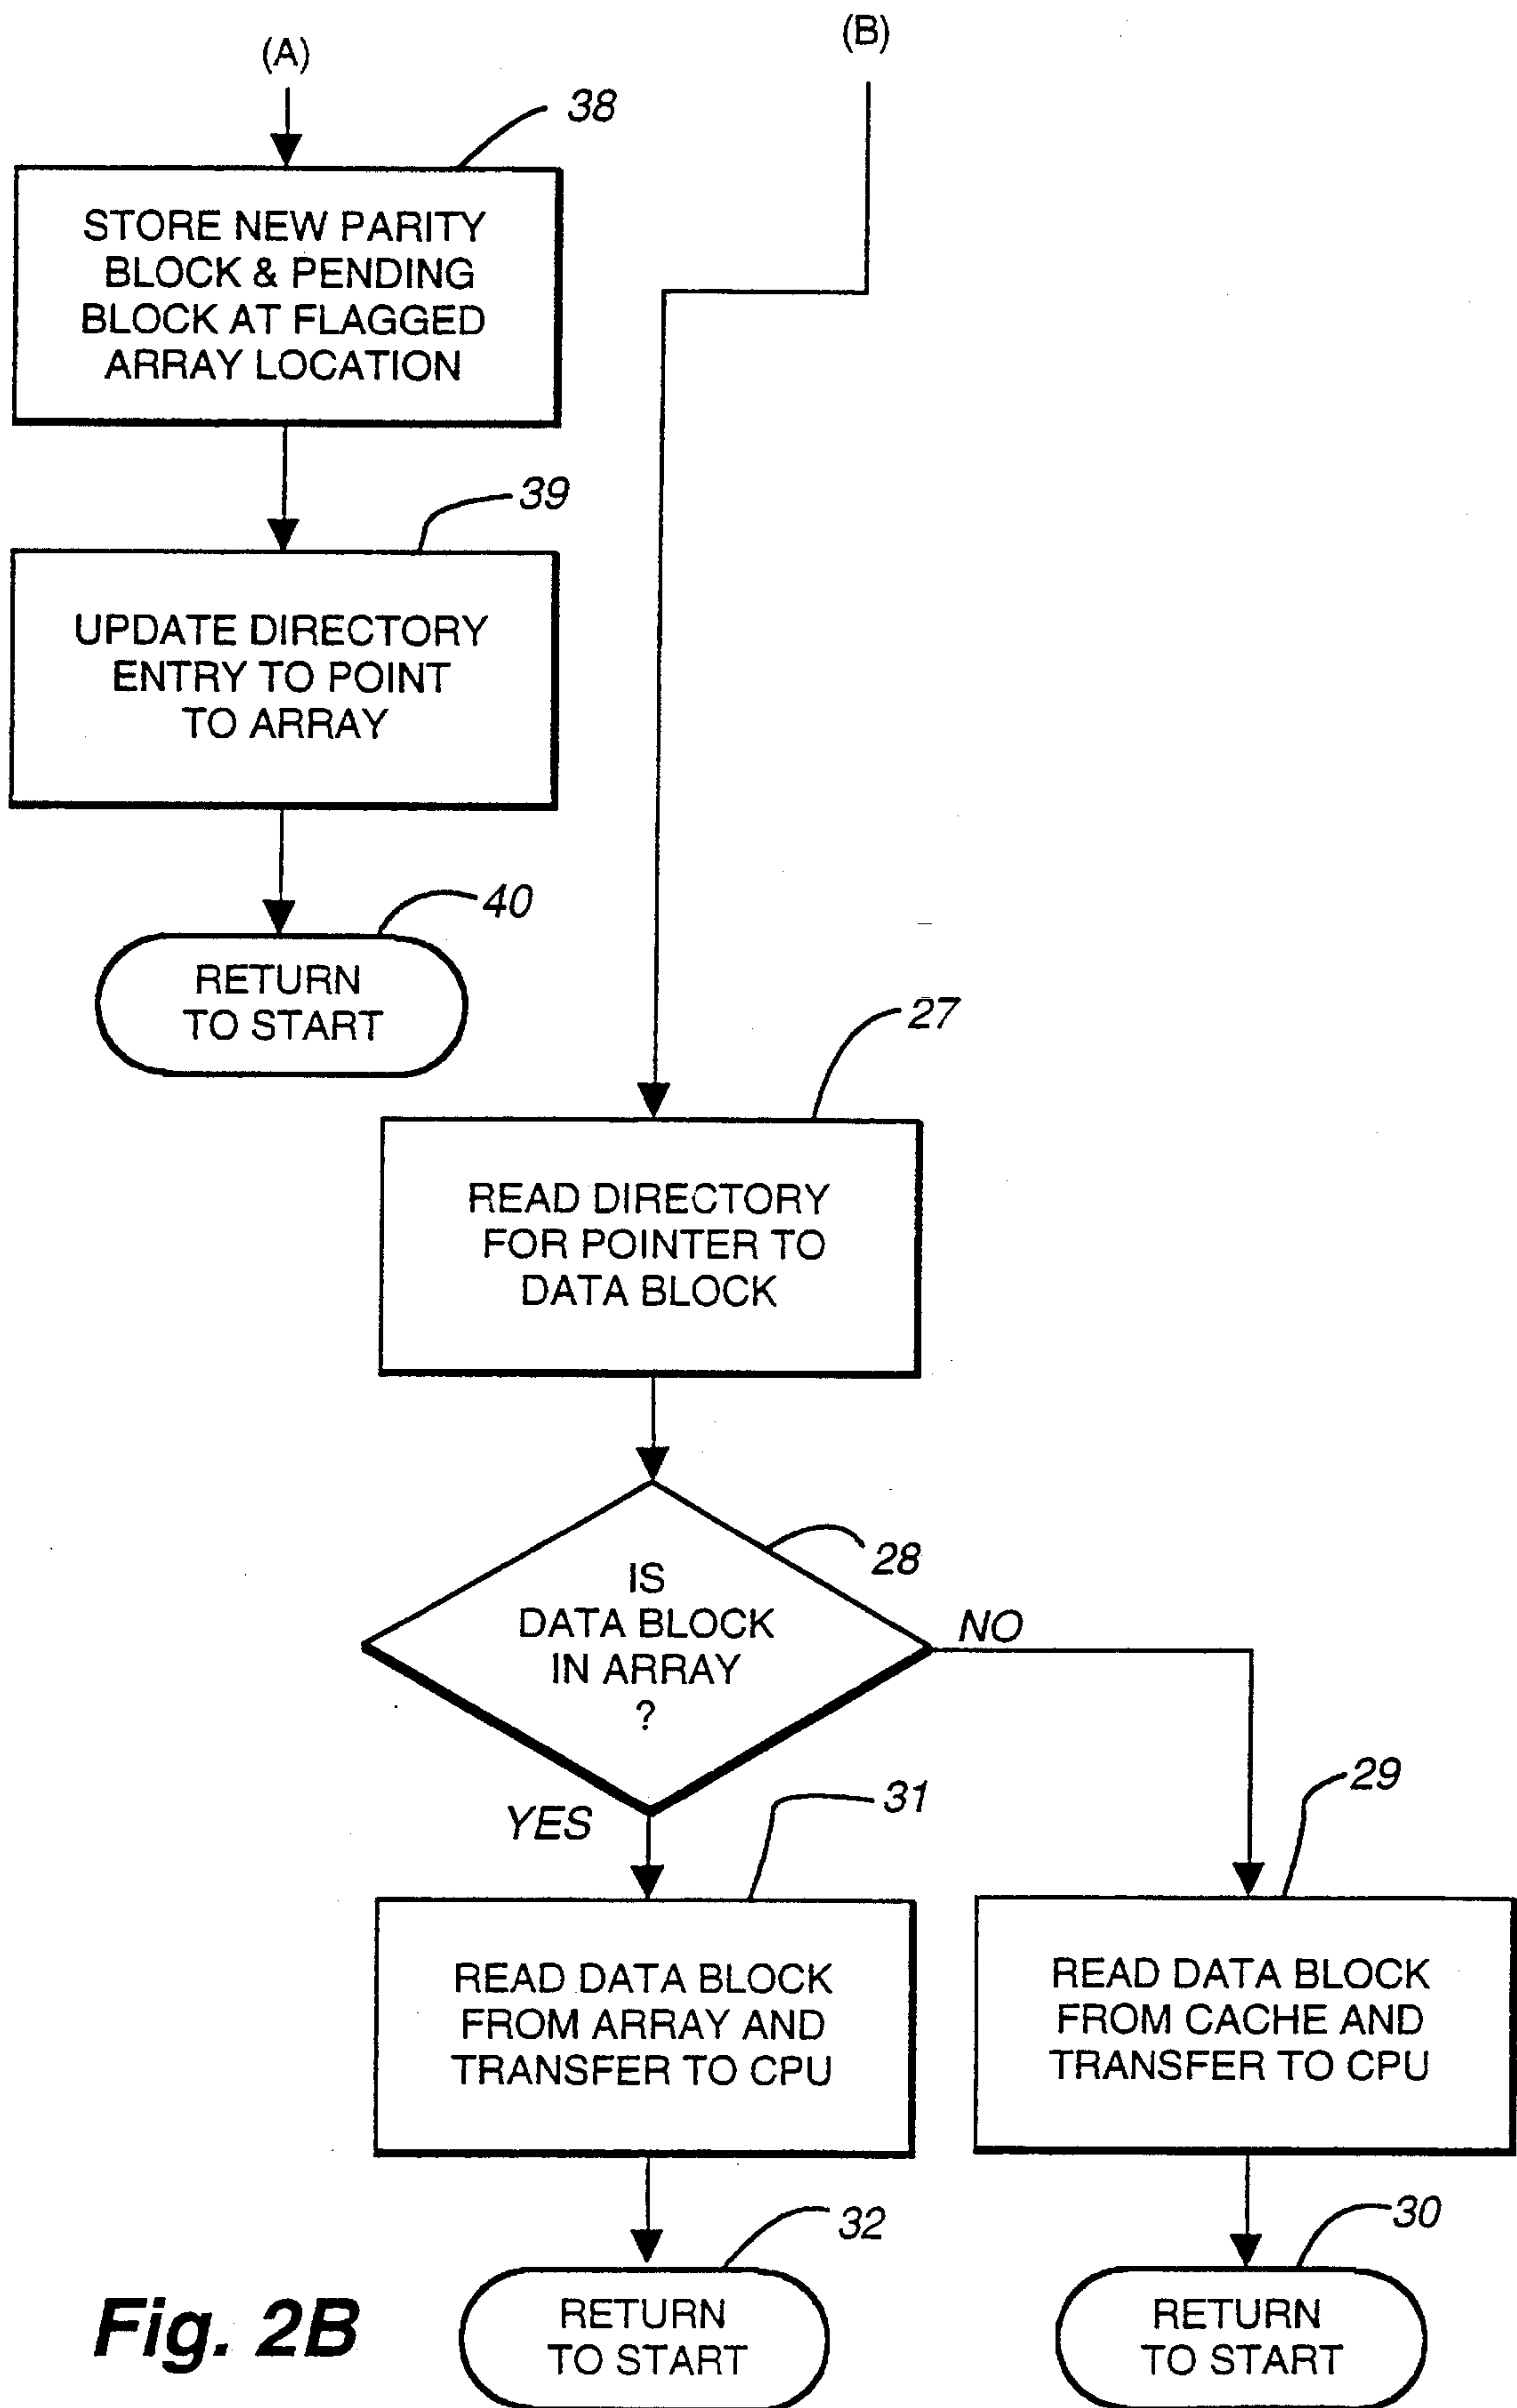 (A)
(B)
38
STORE NEW PARITY
BLOCK & PENDING
BLOCK AT FLAGGED
ARRAY LOCATION
39
UPDATE DIRECTORY
ENTRY TO POINT
TO ARRAY
40
RETURN
TO START
27
READ DIRECTORY
FOR POINTER TO
DATA BLOCK
28
IS
DATA BLOCK
IN ARRAY
?
NO
YES
31
READ DATA BLOCK
FROM ARRAY AND
TRANSFER TO CPU
29
READ DATA BLOCK
FROM CACHE AND
TRANSFER TO CPU
32
RETURN
TO START
30
RETURN
TO START
Fig. 2B